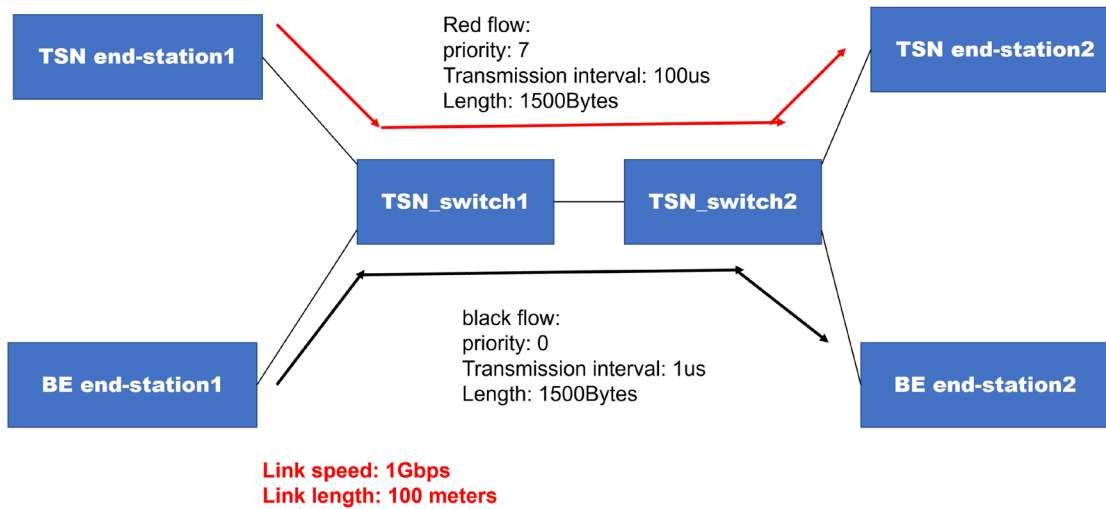 TSN end-station1
Red flow:
priority: 7
Transmission interval: 100us
Length: 1500Bytes
TSN end-station2
TSN_switch1
TSN_switch2
black flow:
priority: 0
Transmission interval: 1us
Length: 1500Bytes
BE end-station1
BE end-station2
Link speed: 1Gbps
Link length: 100 meters